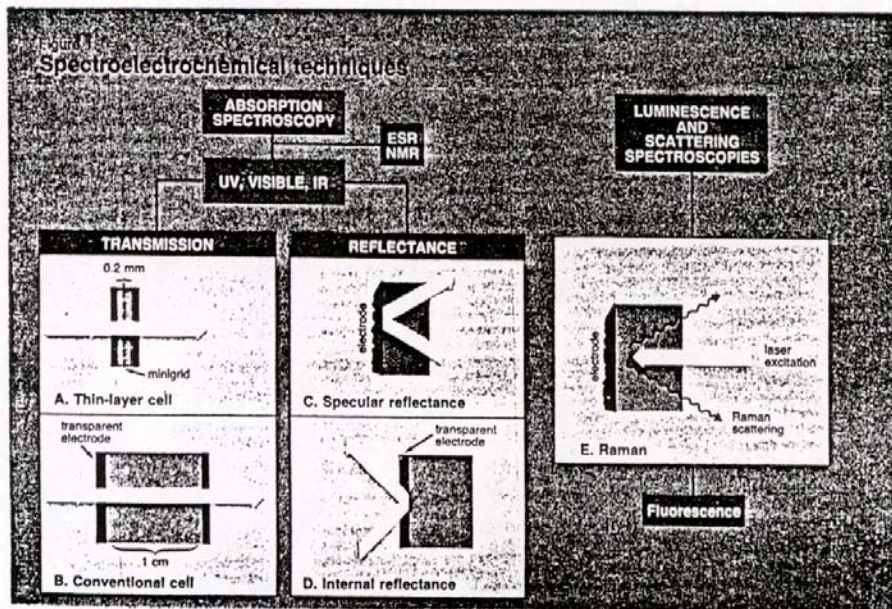 Figure 1
Spectroelectrochemical techniques
ABSORPTION
SPECTROSCOPY
ESR
NMR
UV, VISIBLE, IR
LUMINESCENCE
AND
SCATTERING
SPECTROSCOPIES
TRANSMISSION
0.2 mm
minigrid
A. Thin-layer cell
transparent
electrode
1 cm
B. Conventional cell
REFLECTANCE
electrode
C. Specular reflectance
transparent
electrode
D. Internal reflectance
electrode
laser
excitation
Raman
scattering
E. Raman
Fluorescence